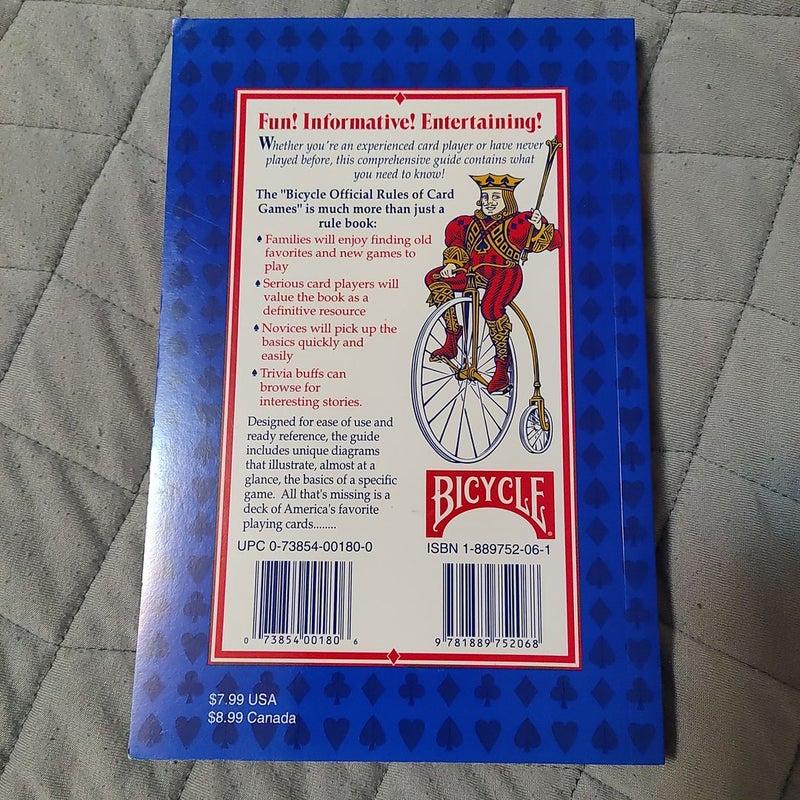 Fun! Informative! Entertaining!
Whether you're an experienced card player or have never
played before, this comprehensive guide contains what
you need to know!
The "Bicycle Official Rules of Card
Games" is much more than just a
rule book:
♠ Families will enjoy finding old
favorites and new games to
play
♠ Serious card players will
value the book as a
definitive resource
♠ Novices will pick up the
basics quickly and
easily
♠ Trivia buffs can
browse for
interesting stories.
Designed for ease of use and
ready reference, the guide
includes unique diagrams
that illustrate, almost at a
glance, the basics of a specific
game. All that's missing is a
deck of America's favorite
playing cards........
BICYCLE®
UPC 0-73854-00180-0
ISBN 1-889752-06-1
0 73854 00180 6
9 781889 752068
$7.99 USA
$8.99 Canada